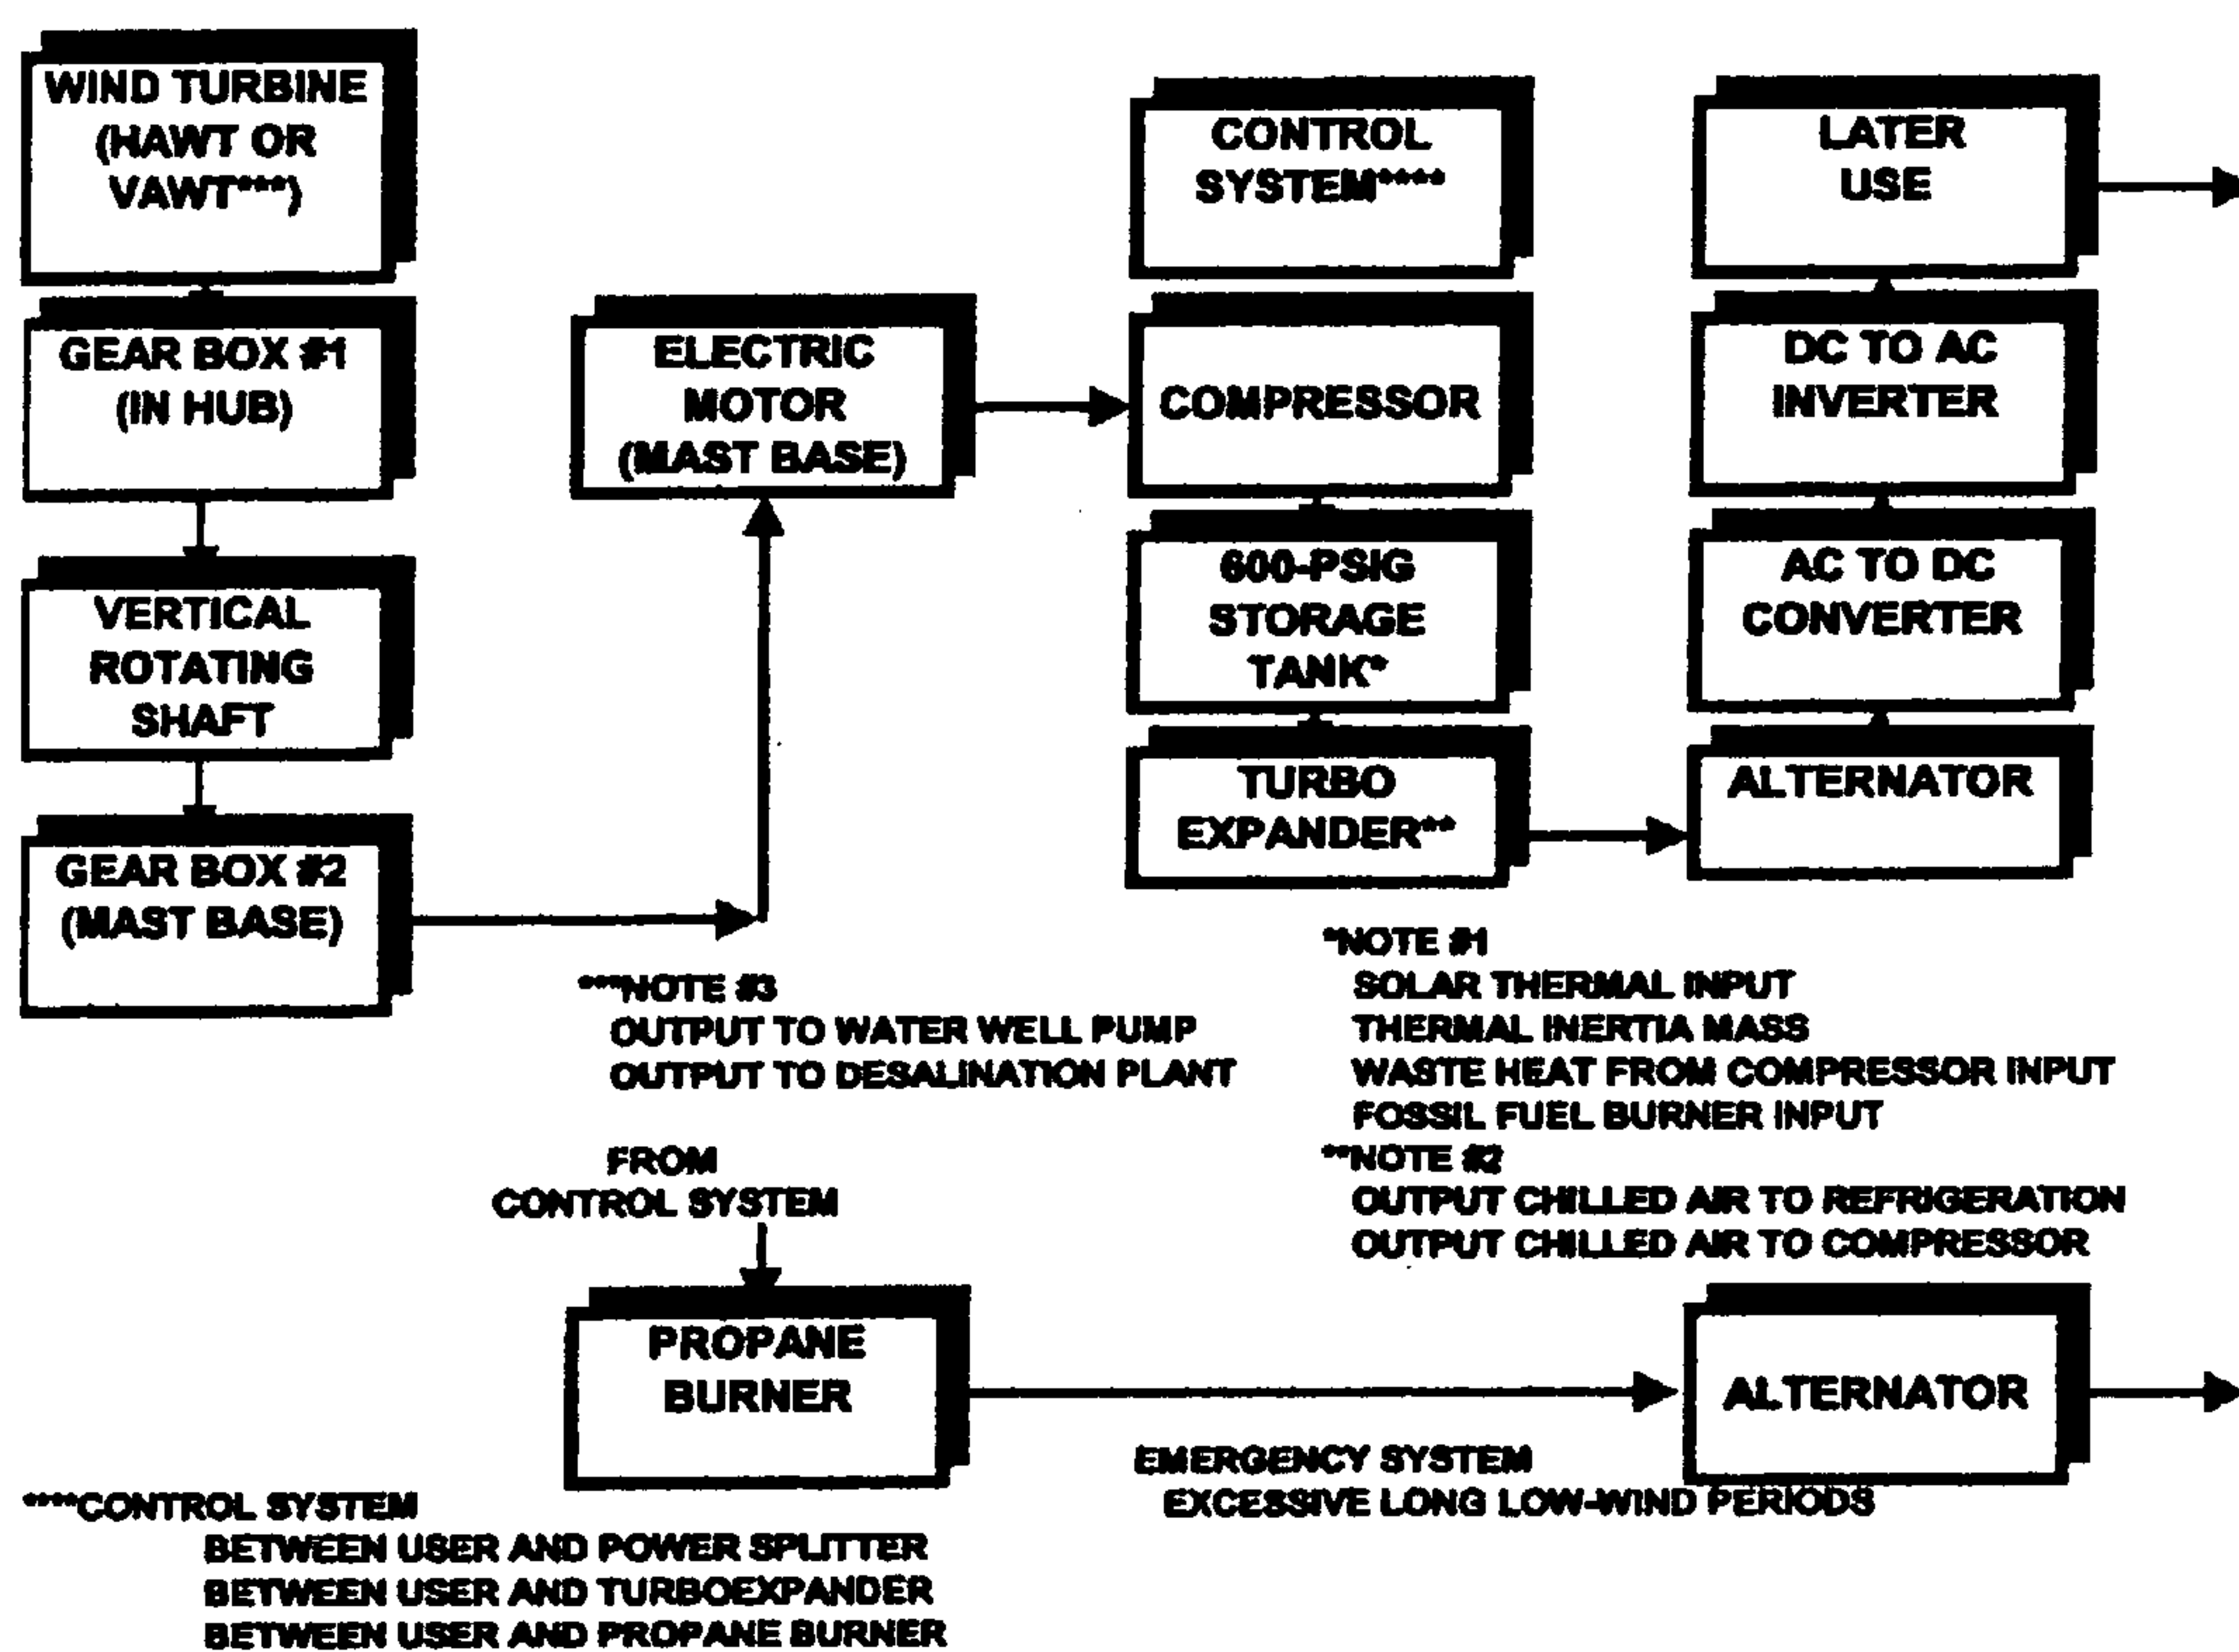 WIND TURBINE
(HAWT OR
VAWT***)
GEAR BOX #1
(IN HUB)
VERTICAL
ROTATING
SHAFT
GEAR BOX #2
(MAST BASE)
ELECTRIC
MOTOR
(MAST BASE)
CONTROL
SYSTEM****
COMPRESSOR
600-PSIG
STORAGE
TANK*
TURBO
EXPANDER**
LATER
USE
DC TO AC
INVERTER
AC TO DC
CONVERTER
ALTERNATOR
***NOTE #3
OUTPUT TO WATER WELL PUMP
OUTPUT TO DESALINATION PLANT
*NOTE #1
SOLAR THERMAL INPUT
THERMAL INERTIA MASS
WASTE HEAT FROM COMPRESSOR INPUT
FOSSIL FUEL BURNER INPUT
**NOTE #2
OUTPUT CHILLED AIR TO REFRIGERATION
OUTPUT CHILLED AIR TO COMPRESSOR
FROM
CONTROL SYSTEM
PROPANE
BURNER
ALTERNATOR
EMERGENCY SYSTEM
EXCESSIVE LONG LOW-WIND PERIODS
****CONTROL SYSTEM
BETWEEN USER AND POWER SPLITTER
BETWEEN USER AND TURBOEXPANDER
BETWEEN USER AND PROPANE BURNER